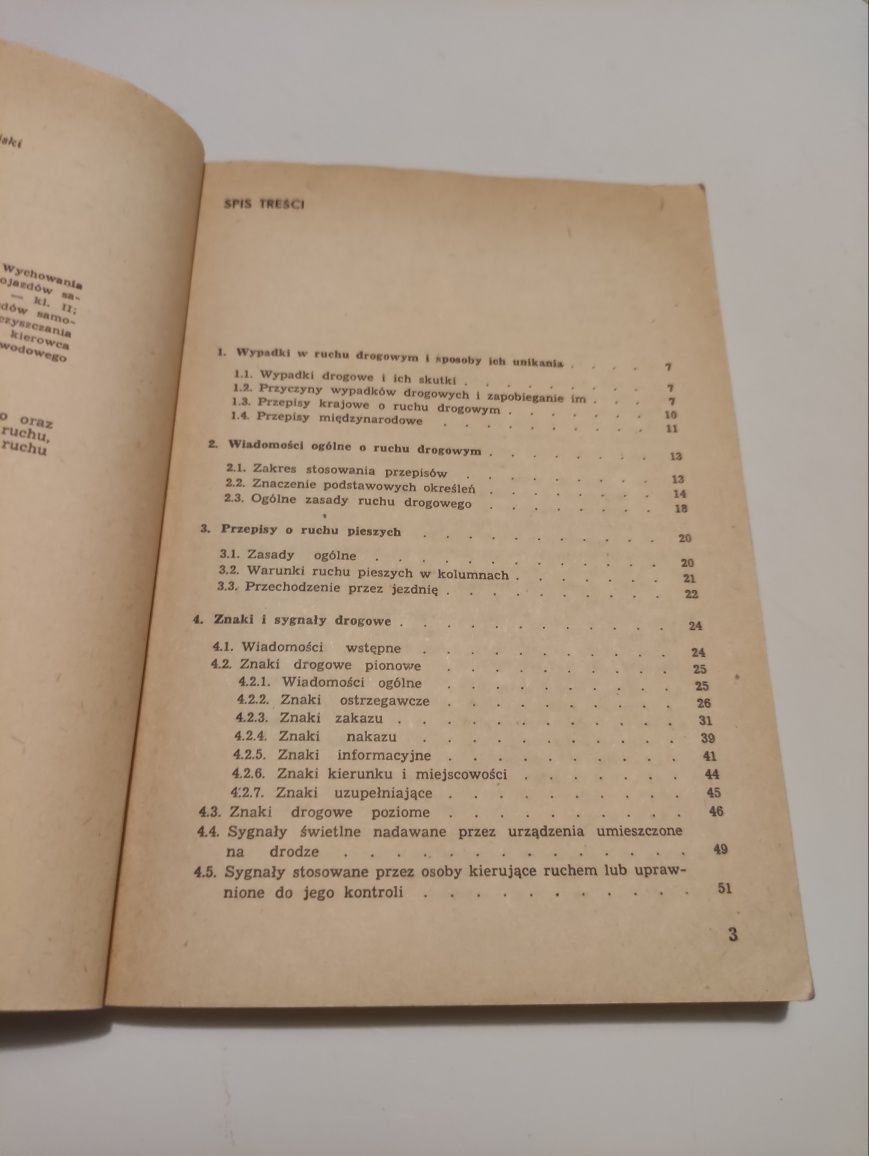 Wychowania
ojazdów sa-
— kl. II;
dów samo-
czyszczania
kierowca
wodowego
o oraz
ruchu,
ruchu
SPIS TREŚCI
1. Wypadki w ruchu drogowym i sposoby ich unikania . . . . 7
1.1. Wypadki drogowe i ich skutki . . . . . . . . 7
1.2. Przyczyny wypadków drogowych i zapobieganie im . . . 7
1.3. Przepisy krajowe o ruchu drogowym . . . . . . 10
1.4. Przepisy międzynarodowe . . . . . . . . 11
2. Wiadomości ogólne o ruchu drogowym . . . . . . . 13
2.1. Zakres stosowania przepisów . . . . . . . 13
2.2. Znaczenie podstawowych określeń . . . . . . . 14
2.3. Ogólne zasady ruchu drogowego . . . . . . . 18
3. Przepisy o ruchu pieszych . . . . . . . . . . 20
3.1. Zasady ogólne . . . . . . . . . . . . 20
3.2. Warunki ruchu pieszych w kolumnach . . . . . . . 21
3.3. Przechodzenie przez jezdnię . . . . . . . . . 22
4. Znaki i sygnały drogowe . . . . . . . . . . . 24
4.1. Wiadomości wstępne . . . . . . . . . . 24
4.2. Znaki drogowe pionowe . . . . . . . . . 25
4.2.1. Wiadomości ogólne . . . . . . . . . 25
4.2.2. Znaki ostrzegawcze . . . . . . . . . 26
4.2.3. Znaki zakazu . . . . . . . . . . . 31
4.2.4. Znaki nakazu . . . . . . . . . . 39
4.2.5. Znaki informacyjne . . . . . . . . . 41
4.2.6. Znaki kierunku i miejscowości . . . . . . 44
4.2.7. Znaki uzupełniające . . . . . . . . . 45
4.3. Znaki drogowe poziome . . . . . . . . . 46
4.4. Sygnały świetlne nadawane przez urządzenia umieszczone
na drodze . . . . . . . . . . . . . 49
4.5. Sygnały stosowane przez osoby kierujące ruchem lub upraw-
nione do jego kontroli . . . . . . . . . . 51
3